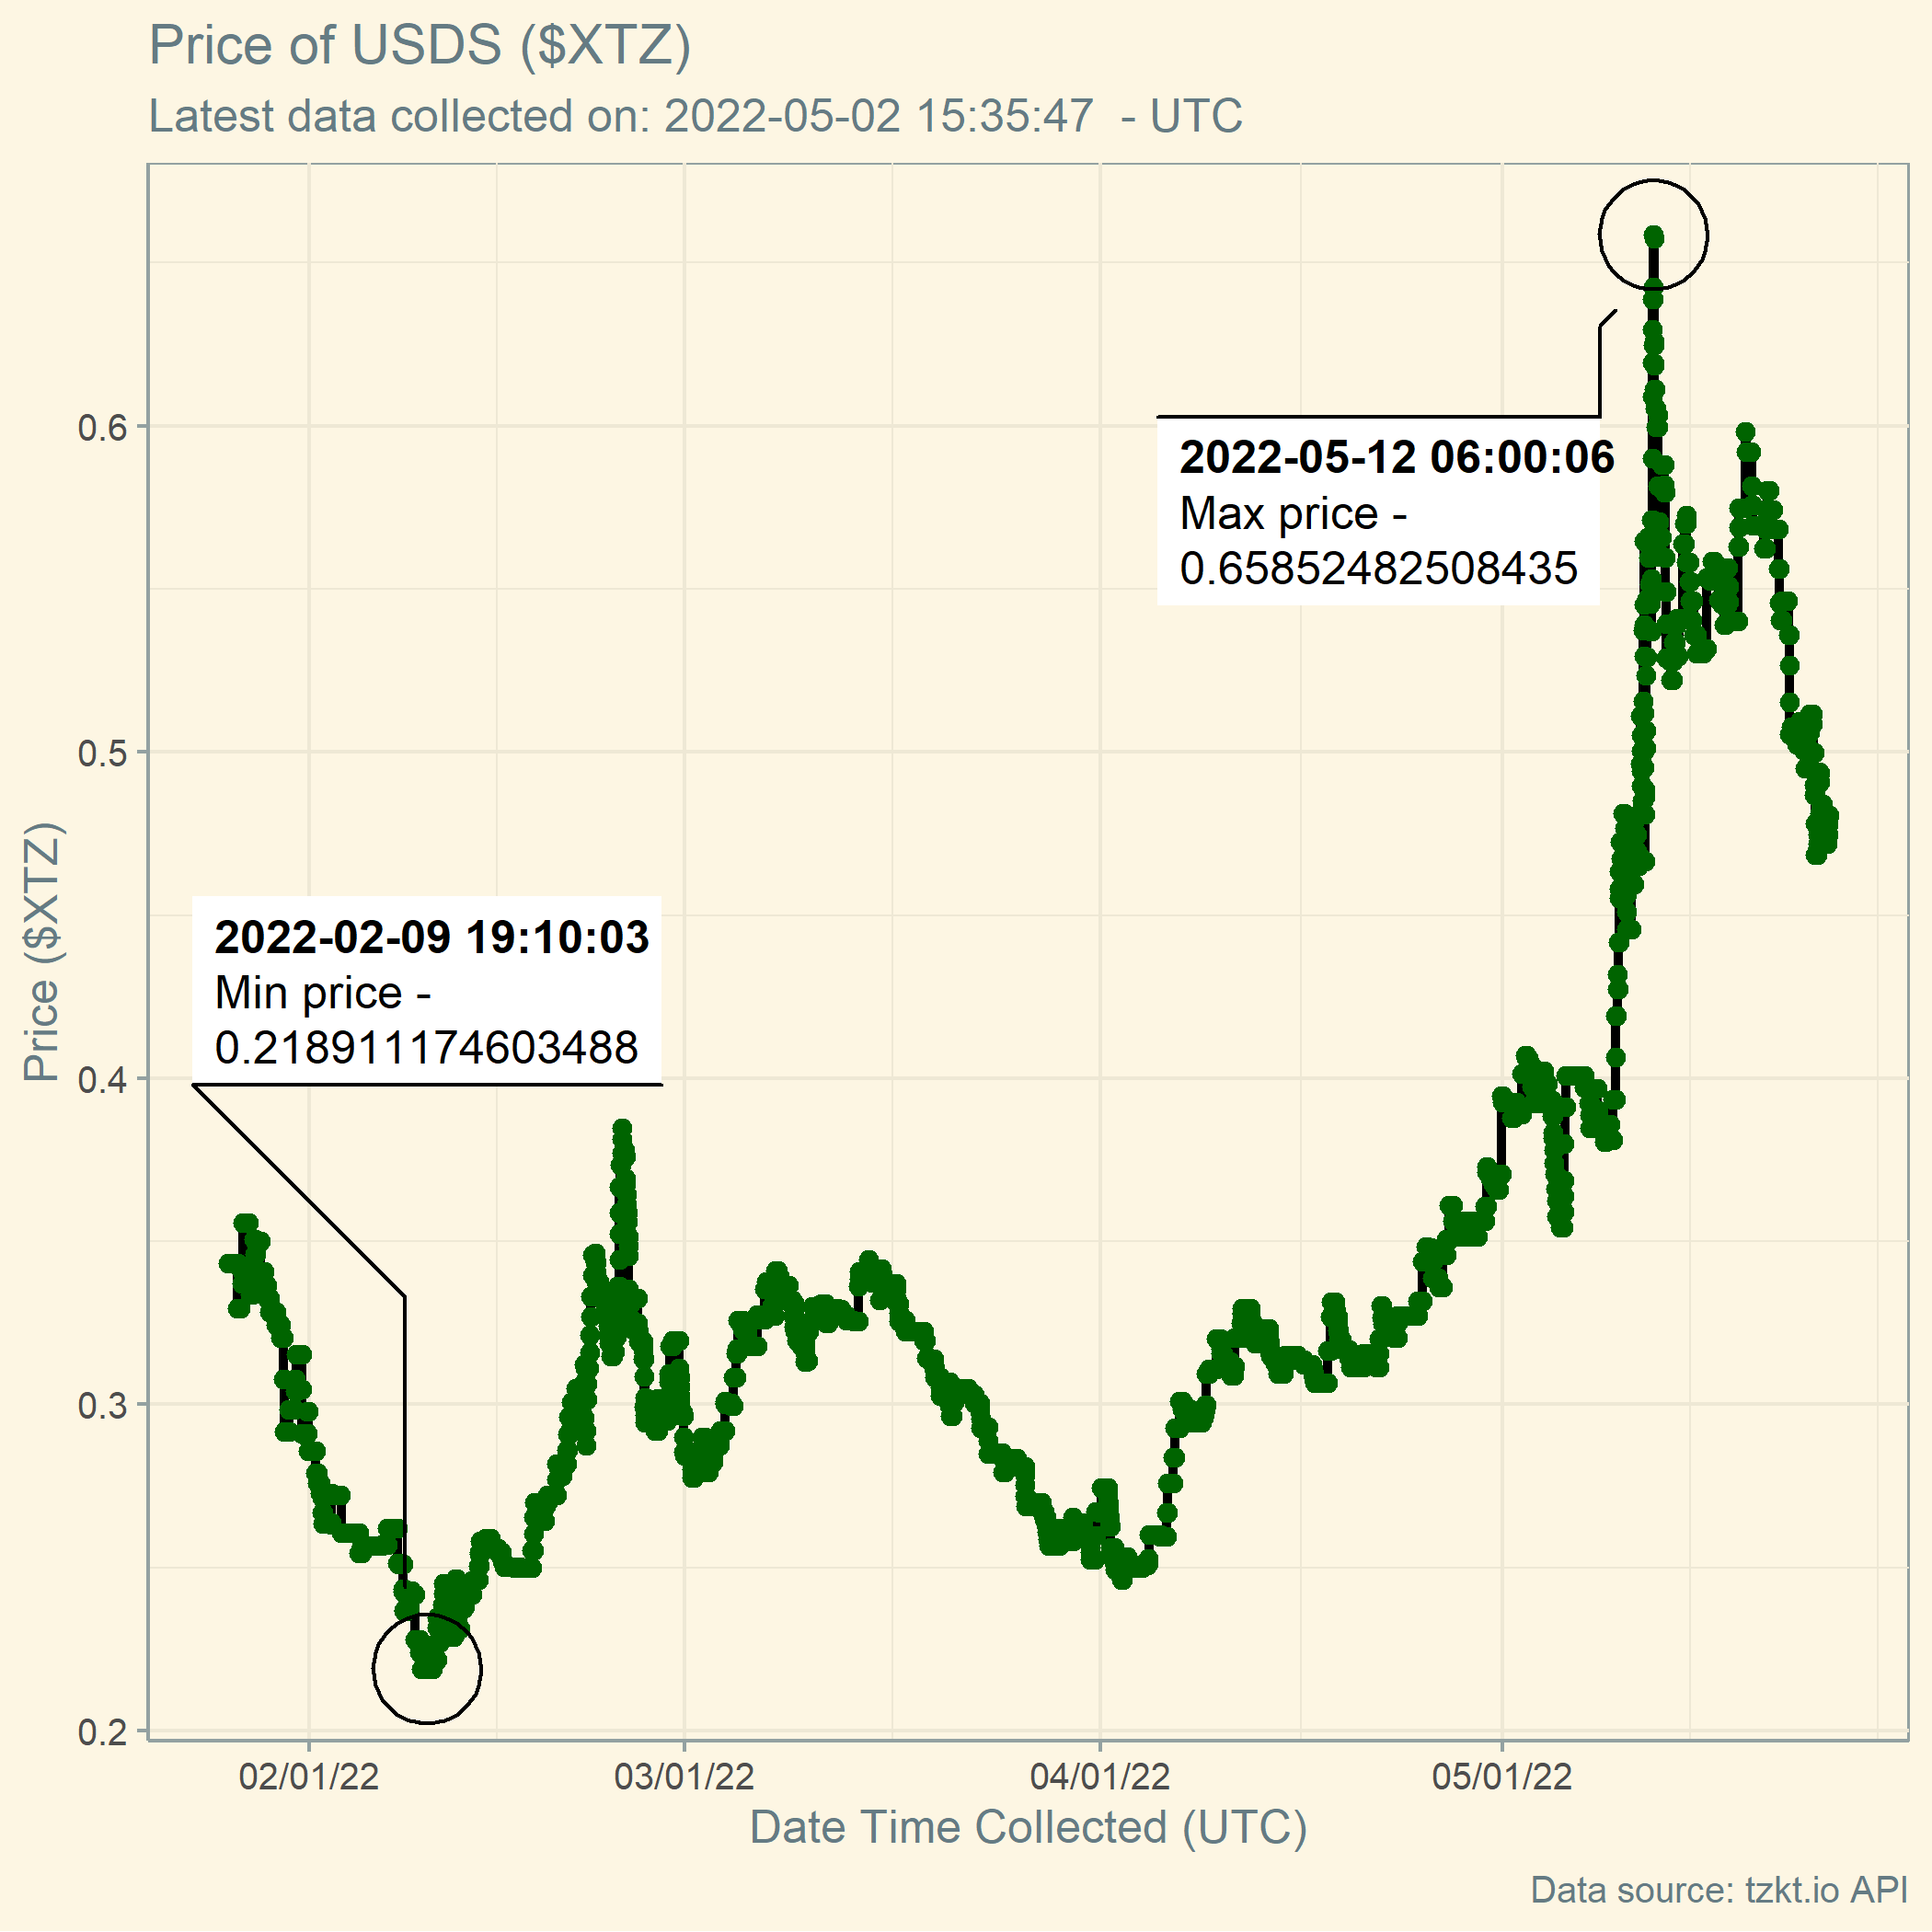 Price of USDS ($XTZ)
Latest data collected on: 2022-05-02 15:35:47  - UTC
2022-05-12 06:00:06
Max price -
0.65852482508435
2022-02-09 19:10:03
Min price -
0.218911174603488
Price ($XTZ)
0.6
0.5
0.4
0.3
0.2
02/01/22 03/01/22 04/01/22 05/01/22
Date Time Collected (UTC)
Data source: tzkt.io API